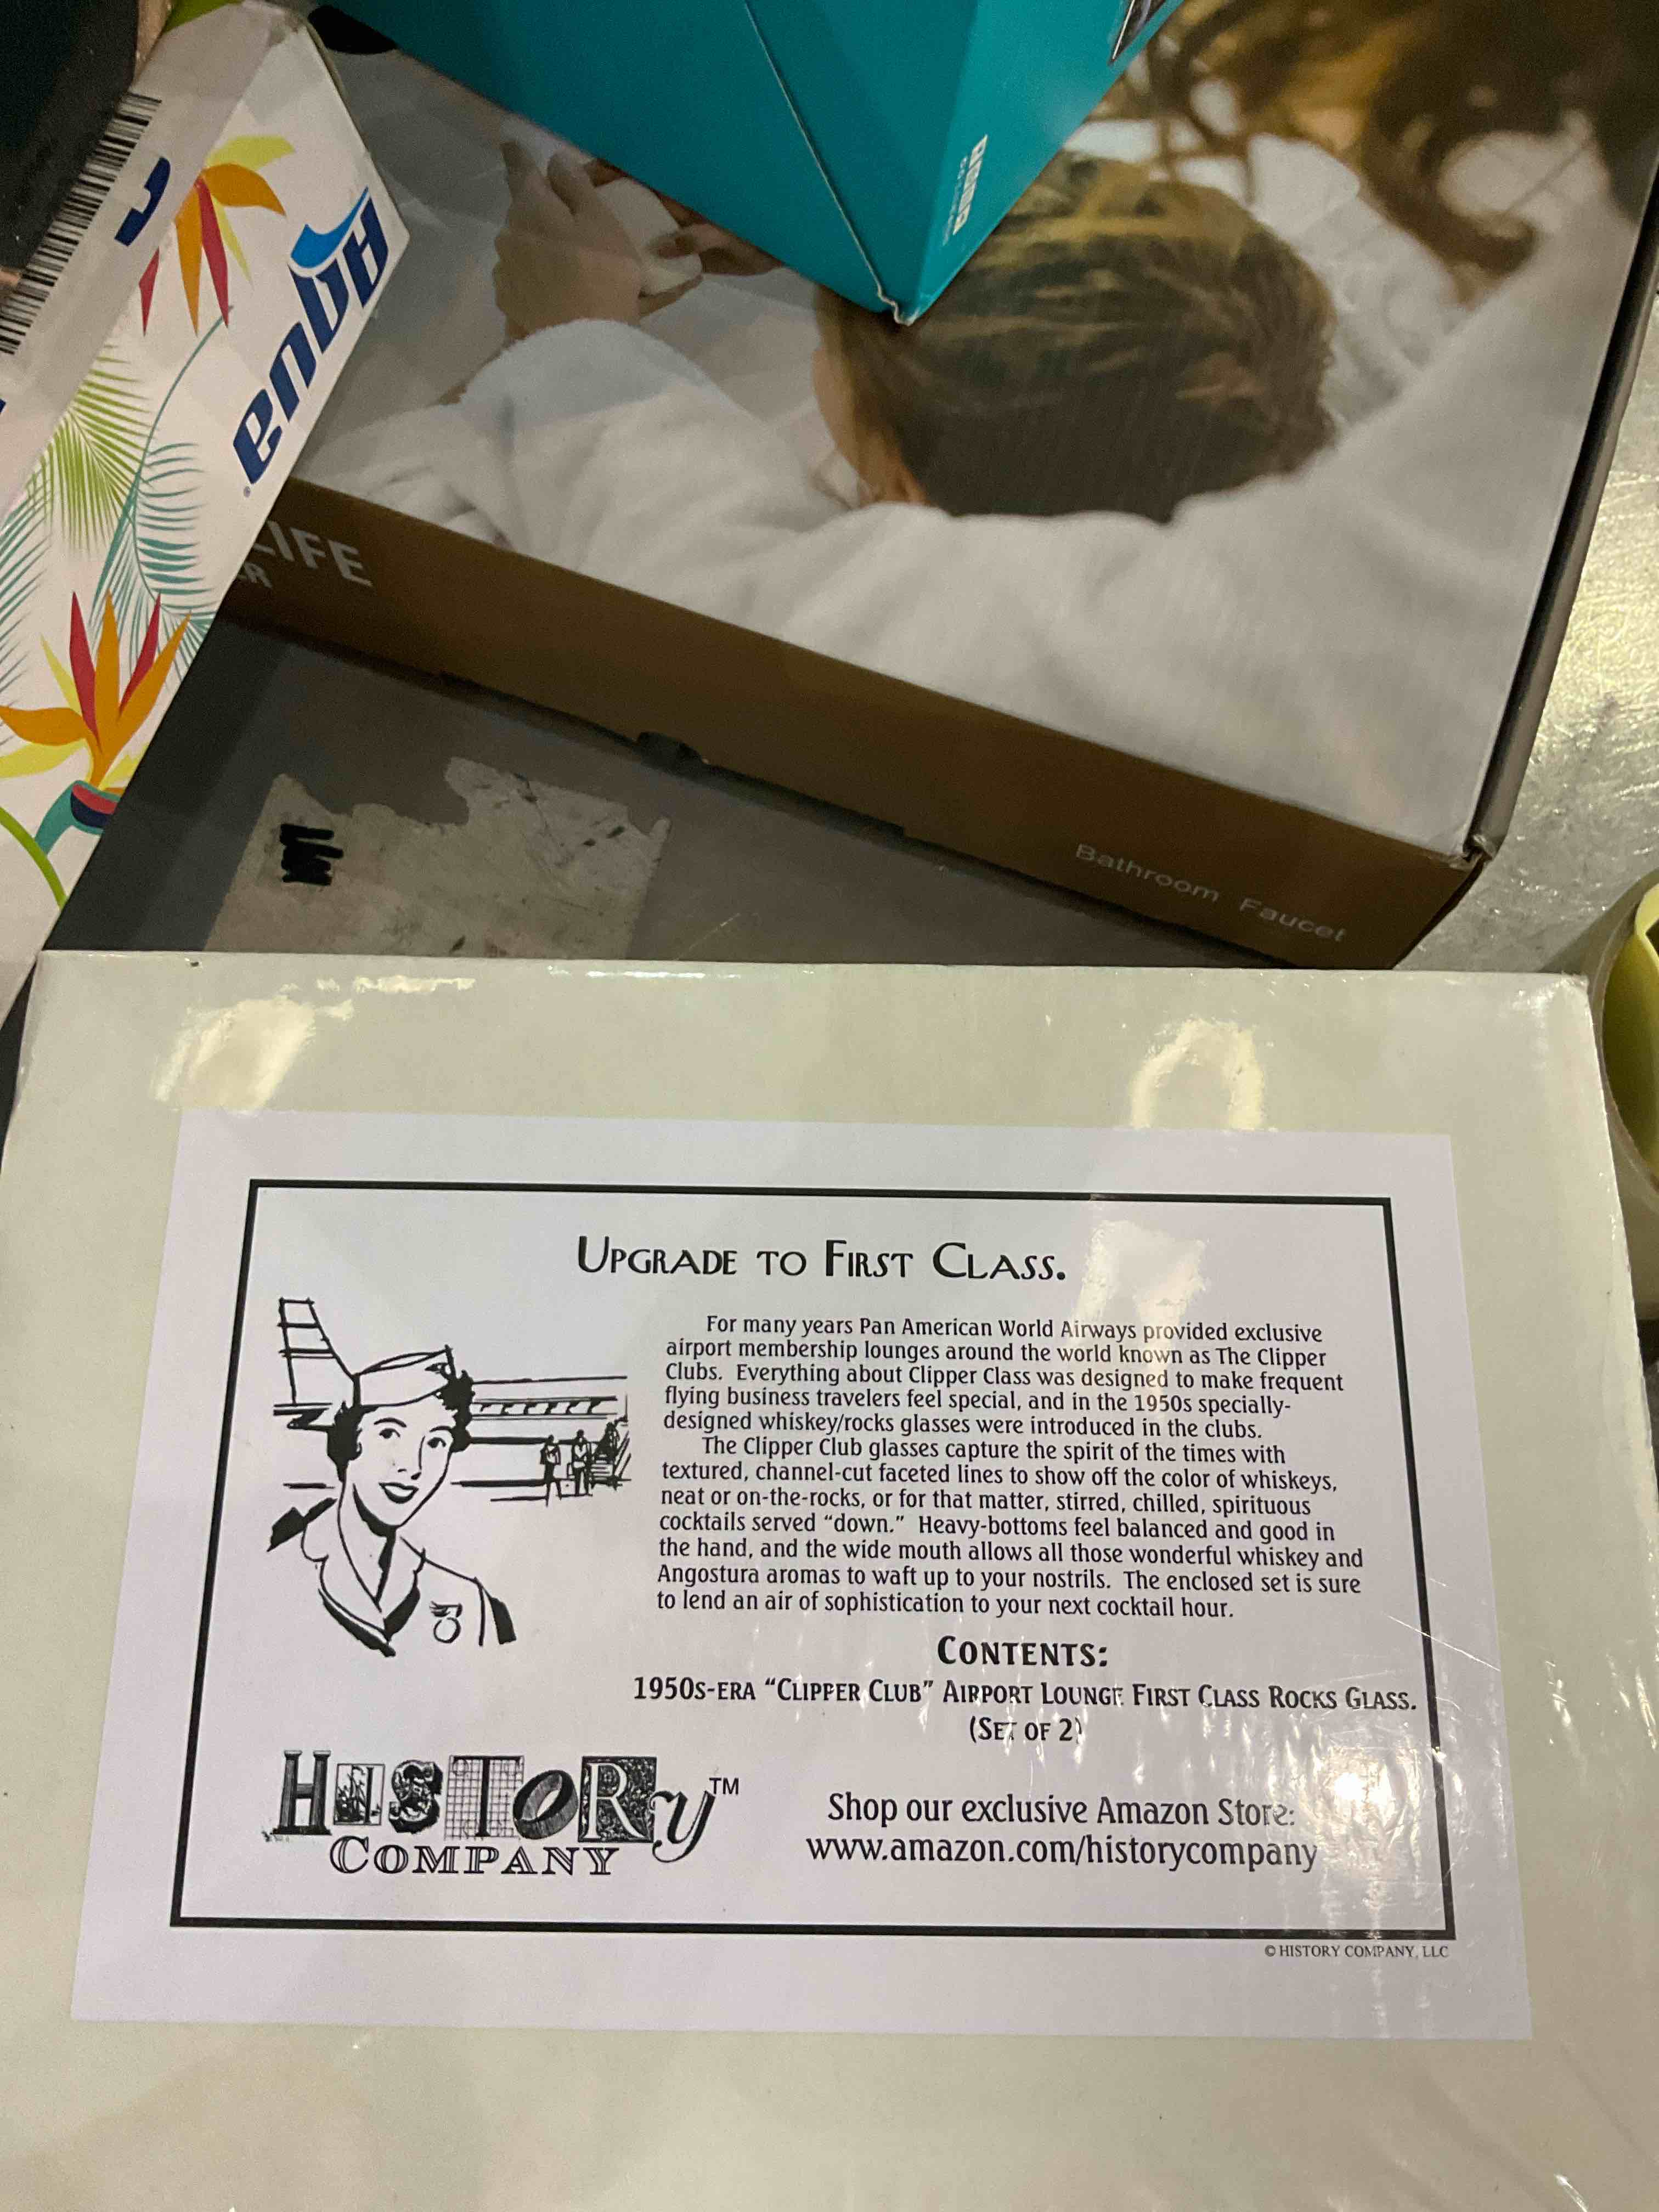 Aqua
LIFE
Bathroom Faucet
UPGRADE TO FIRST CLASS.
For many years Pan American World Airways provided exclusive
airport membership lounges around the world known as The Clipper
Clubs. Everything about Clipper Class was designed to make frequent
flying business travelers feel special, and in the 1950s specially-
designed whiskey/rocks glasses were introduced in the clubs.
The Clipper Club glasses capture the spirit of the times with
textured, channel-cut faceted lines to show off the color of whiskeys,
neat or on-the-rocks, or for that matter, stirred, chilled, spirituous
cocktails served “down.” Heavy-bottoms feel balanced and good in
the hand, and the wide mouth allows all those wonderful whiskey and
Angostura aromas to waft up to your nostrils. The enclosed set is sure
to lend an air of sophistication to your next cocktail hour.
CONTENTS:
1950S-ERA “CLIPPER CLUB” AIRPORT LOUNGE FIRST CLASS ROCKS GLASS.
(SET OF 2)
HISTORY™
COMPANY
Shop our exclusive Amazon Store:
www.amazon.com/historycompany
© HISTORY COMPANY, LLC